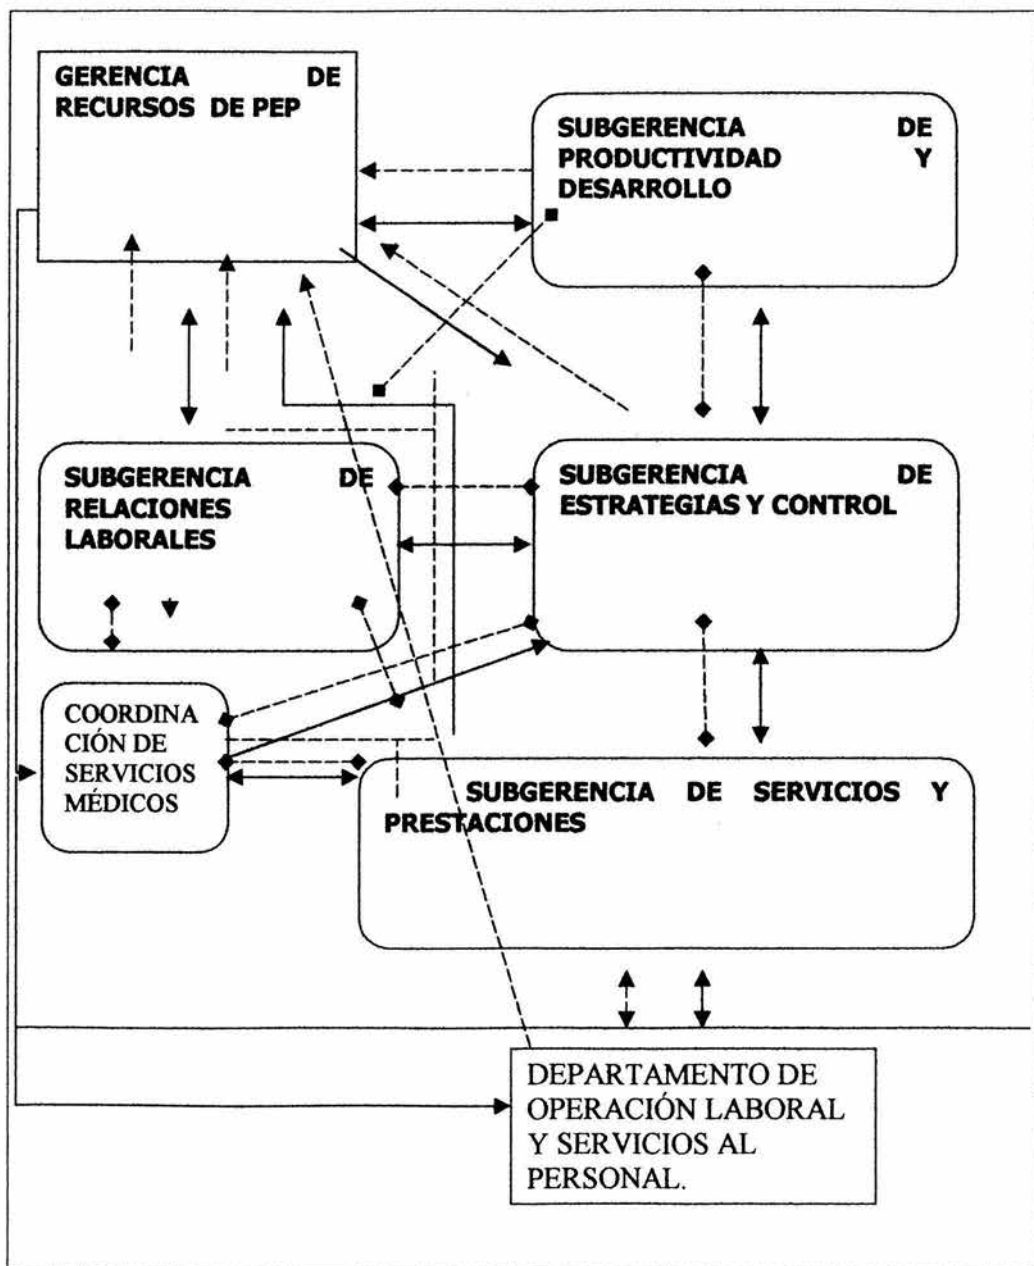 GERENCIA DE
RECURSOS DE PEP
SUBGERENCIA DE
PRODUCTIVIDAD Y
DESARROLLO
SUBGERENCIA DE
RELACIONES
LABORALES
SUBGERENCIA DE
ESTRATEGIAS Y CONTROL
COORDINA
CIÓN DE
SERVICIOS
MÉDICOS
SUBGERENCIA DE SERVICIOS Y
PRESTACIONES
DEPARTAMENTO DE
OPERACIÓN LABORAL
Y SERVICIOS AL
PERSONAL.